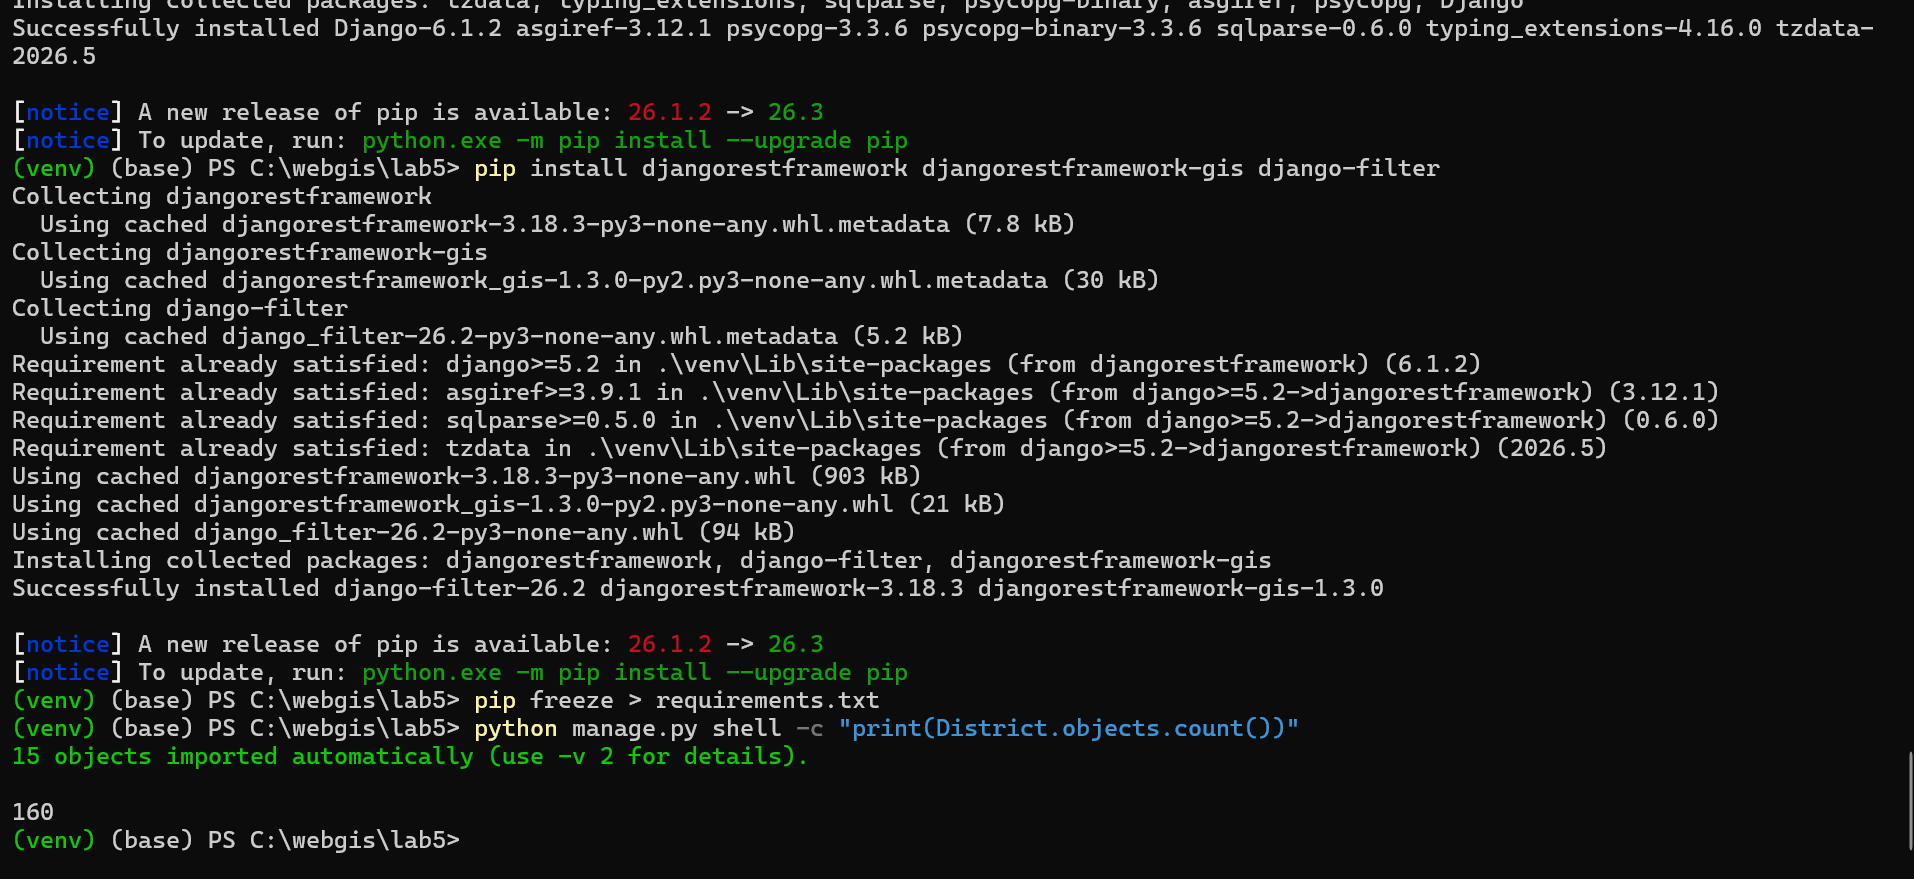 Installing collected packages: tzdata, typing_extensions, sqlparse, psycopg-binary, asgiref, psycopg, Django
Successfully installed Django-6.1.2 asgiref-3.12.1 psycopg-3.3.6 psycopg-binary-3.3.6 sqlparse-0.6.0 typing_extensions-4.16.0 tzdata-
2026.5
[notice] A new release of pip is available: 26.1.2 -> 26.3
[notice] To update, run: python.exe -m pip install --upgrade pip
(venv) (base) PS C:\webgis\lab5> pip install djangorestframework djangorestframework-gis django-filter
Collecting djangorestframework
  Using cached djangorestframework-3.18.3-py3-none-any.whl.metadata (7.8 kB)
Collecting djangorestframework-gis
  Using cached djangorestframework_gis-1.3.0-py2.py3-none-any.whl.metadata (30 kB)
Collecting django-filter
  Using cached django_filter-26.2-py3-none-any.whl.metadata (5.2 kB)
Requirement already satisfied: django>=5.2 in .\venv\Lib\site-packages (from djangorestframework) (6.1.2)
Requirement already satisfied: asgiref>=3.9.1 in .\venv\Lib\site-packages (from django>=5.2->djangorestframework) (3.12.1)
Requirement already satisfied: sqlparse>=0.5.0 in .\venv\Lib\site-packages (from django>=5.2->djangorestframework) (0.6.0)
Requirement already satisfied: tzdata in .\venv\Lib\site-packages (from django>=5.2->djangorestframework) (2026.5)
Using cached djangorestframework-3.18.3-py3-none-any.whl (903 kB)
Using cached djangorestframework_gis-1.3.0-py2.py3-none-any.whl (21 kB)
Using cached django_filter-26.2-py3-none-any.whl (94 kB)
Installing collected packages: djangorestframework, django-filter, djangorestframework-gis
Successfully installed django-filter-26.2 djangorestframework-3.18.3 djangorestframework-gis-1.3.0
[notice] A new release of pip is available: 26.1.2 -> 26.3
[notice] To update, run: python.exe -m pip install --upgrade pip
(venv) (base) PS C:\webgis\lab5> pip freeze > requirements.txt
(venv) (base) PS C:\webgis\lab5> python manage.py shell -c "print(District.objects.count())"
15 objects imported automatically (use -v 2 for details).
160
(venv) (base) PS C:\webgis\lab5>